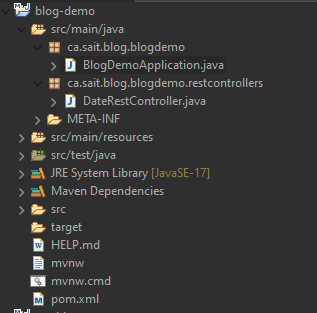 blog-demo
src/main/java
ca.sait.blog.blogdemo
BlogDemoApplication.java
ca.sait.blog.blogdemo.restcontrollers
DateRestController.java
META-INF
src/main/resources
src/test/java
JRE System Library [JavaSE-17]
Maven Dependencies
src
target
HELP.md
mvnw
mvnw.cmd
pom.xml